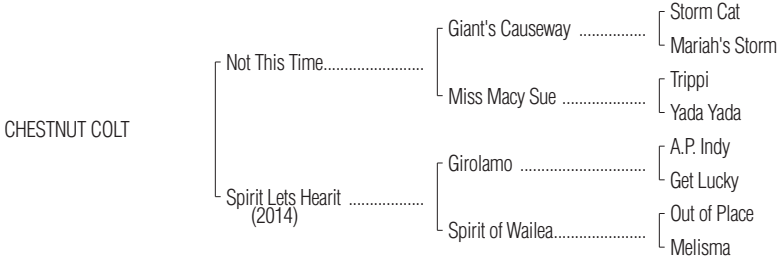 Storm Cat
Giant's Causeway ................
Mariah's Storm
Not This Time.......................
Trippi
Miss Macy Sue ....................
Yada Yada
CHESTNUT COLT
A.P. Indy
Girolamo ..............................
Get Lucky
Spirit Lets Hearit ..................
(2014)
Out of Place
Spirit of Wailea......................
Melisma